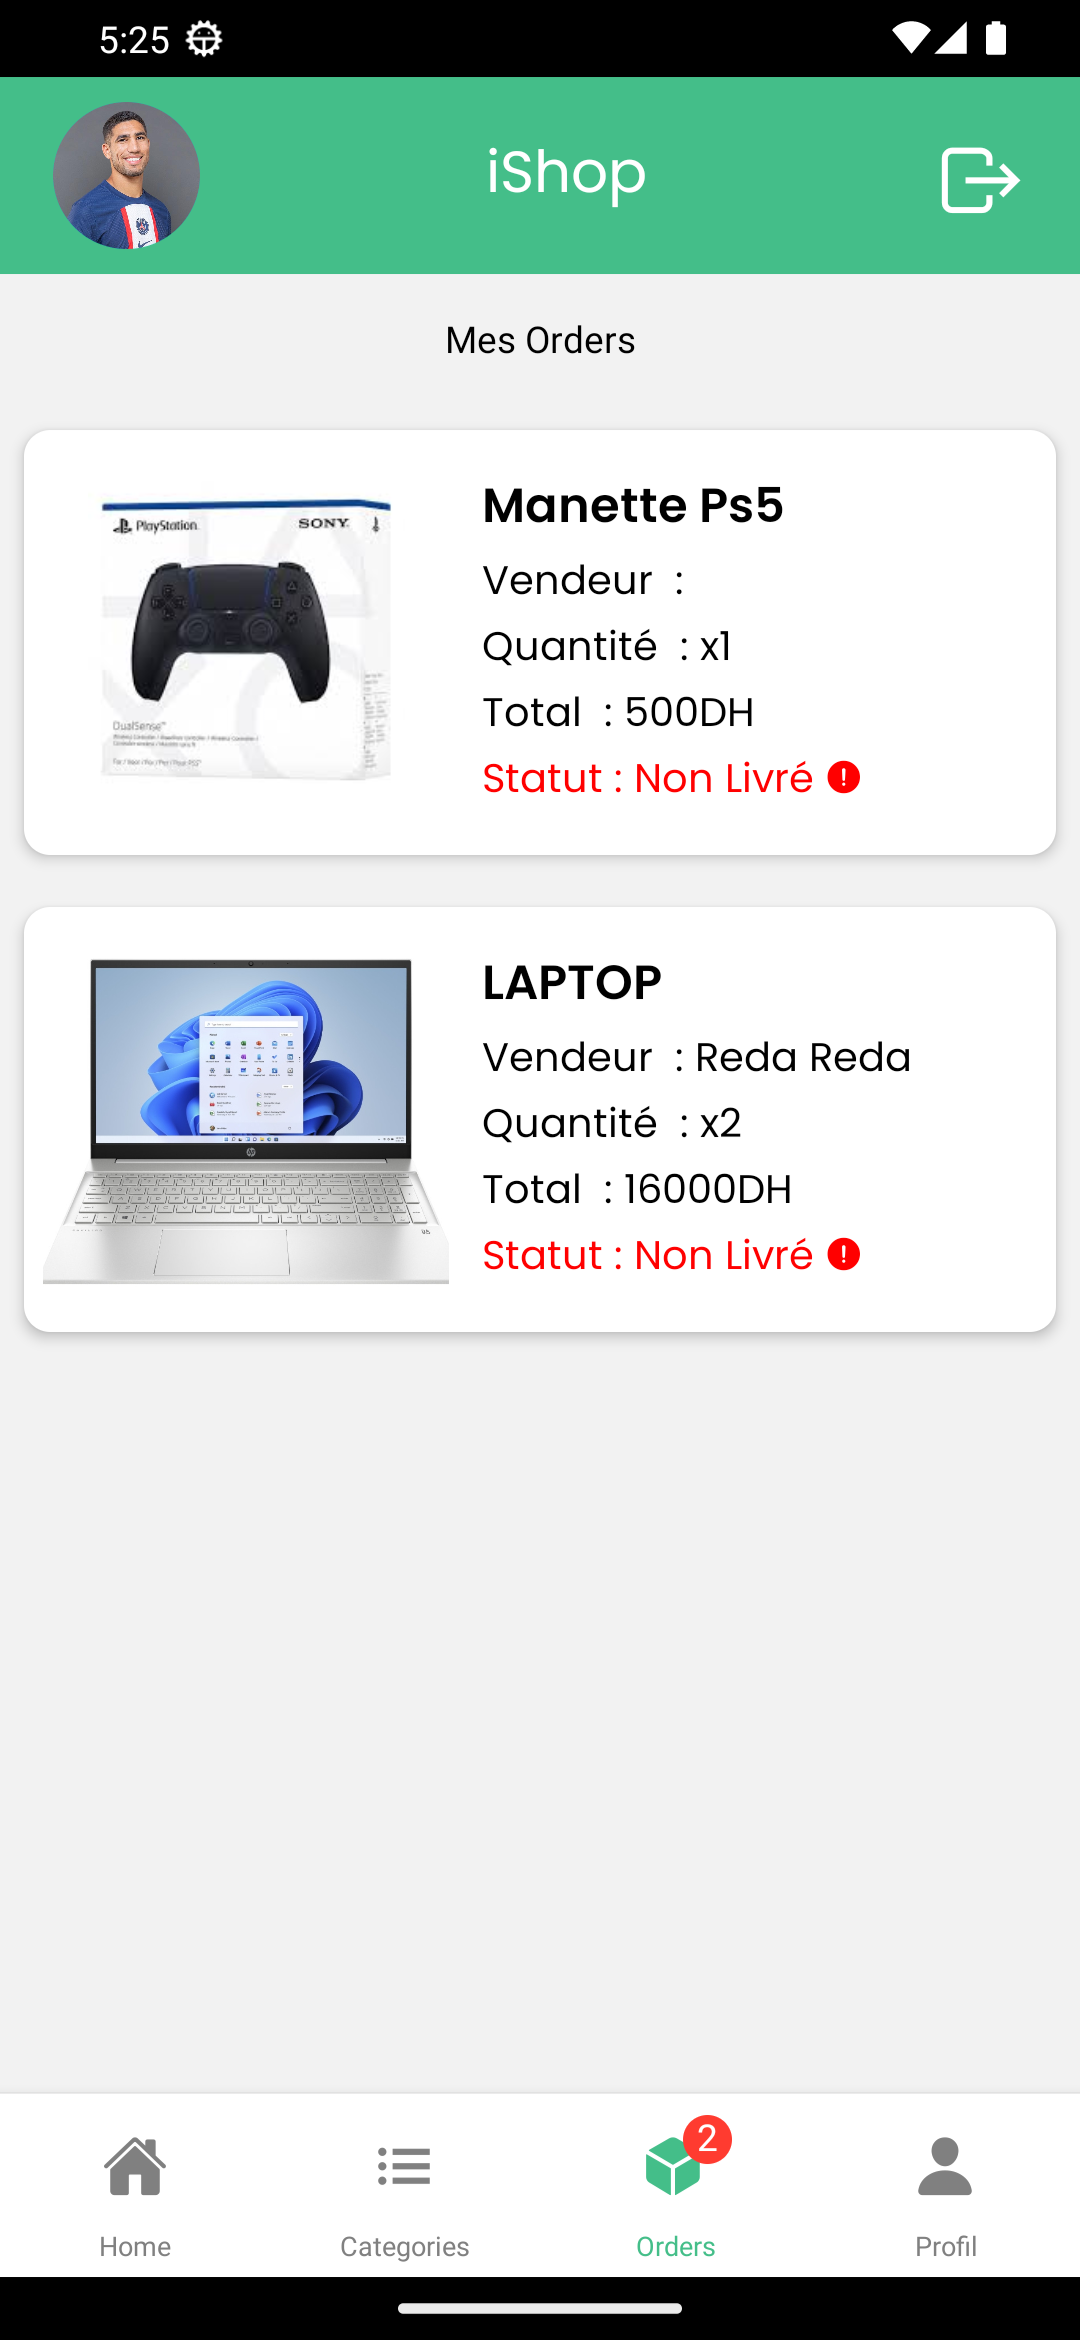 5:25
iShop
Mes Orders
PlayStation
SONY
DualSense™
Manette Ps5
Vendeur :
Quantité : x1
Total : 500DH
Statut : Non Livré
LAPTOP
Vendeur : Reda Reda
Quantité : x2
Total : 16000DH
Statut : Non Livré
2
Home
Categories
Orders
Profil